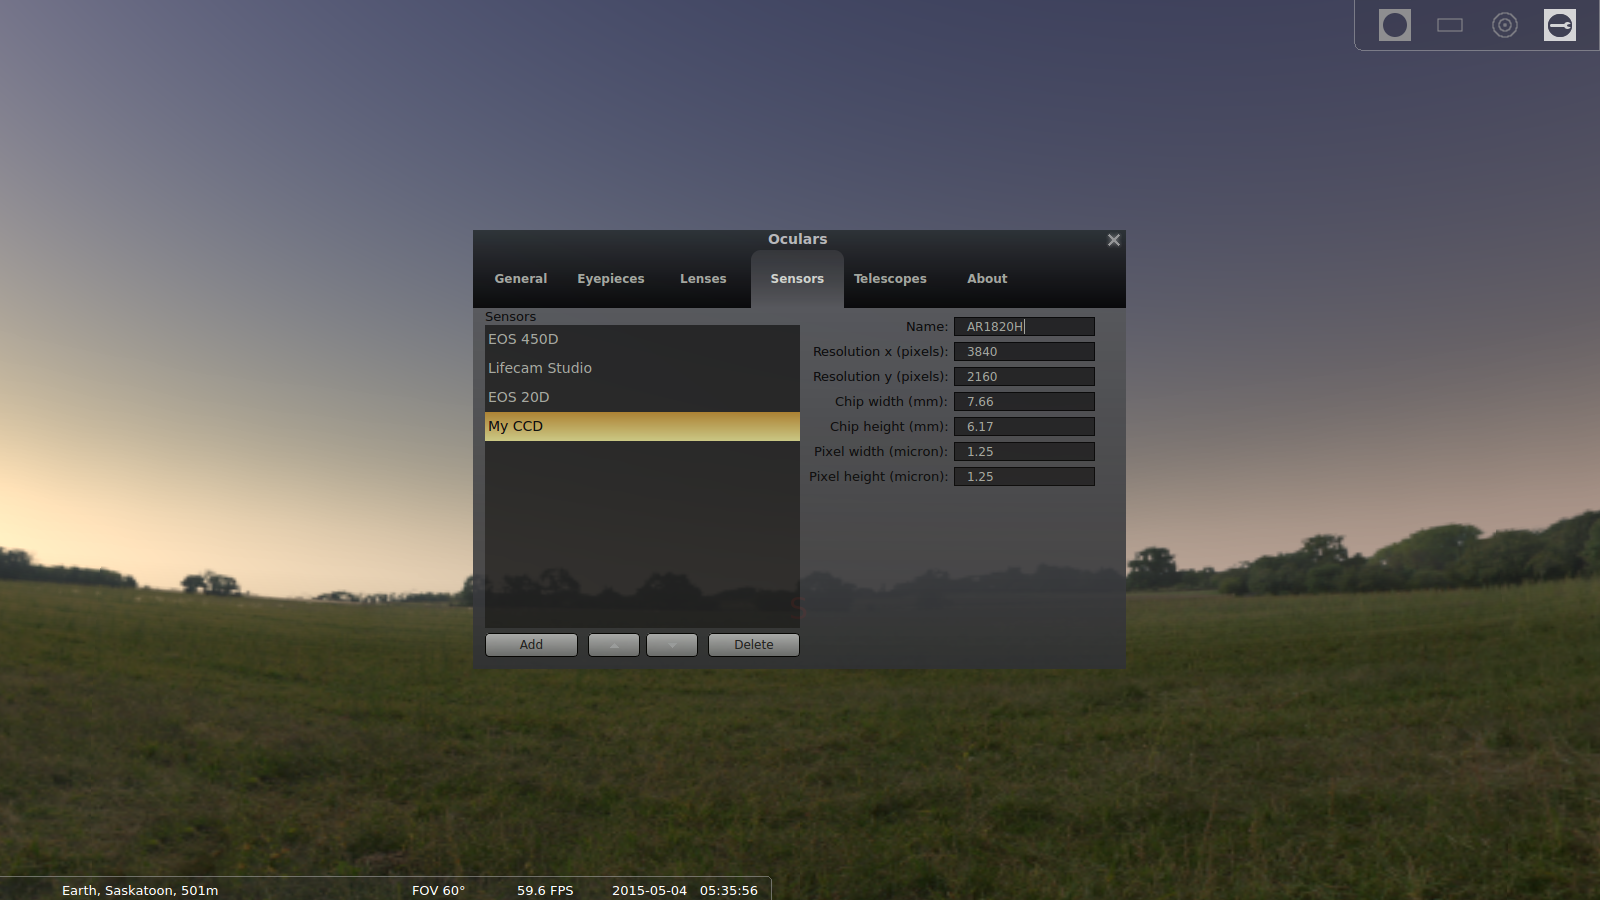 Oculars
General Eyepieces Lenses Sensors Telescopes About
Sensors
EOS 450D
Lifecam Studio
EOS 20D
My CCD
Name: AR1820H
Resolution x (pixels): 3840
Resolution y (pixels): 2160
Chip width (mm): 7.66
Chip height (mm): 6.17
Pixel width (micron): 1.25
Pixel height (micron): 1.25
S
Add Delete
Earth, Saskatoon, 501m FOV 60° 59.6 FPS 2015-05-04 05:35:56